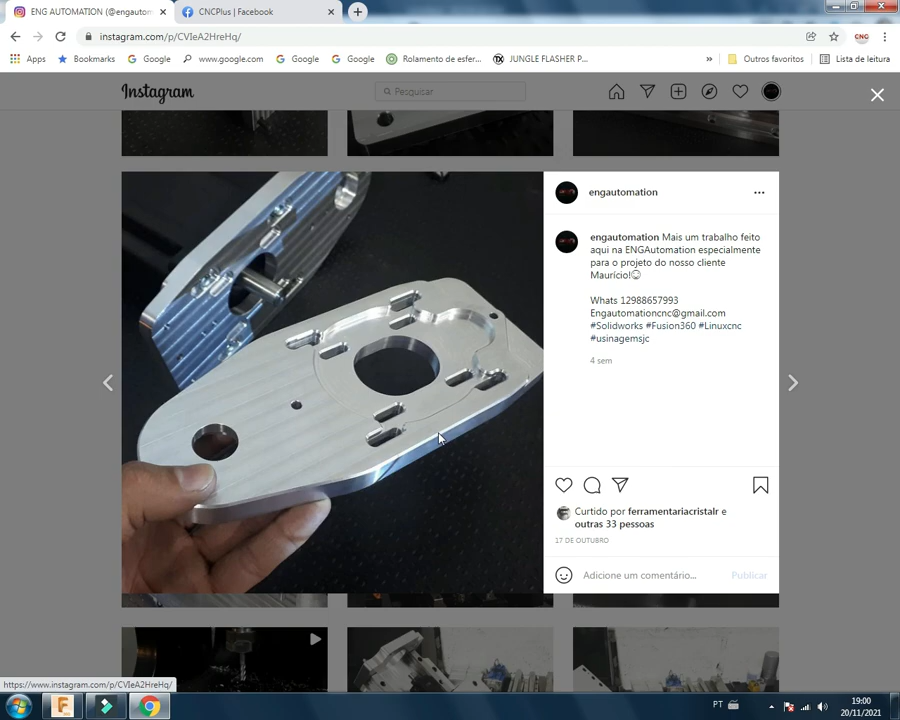 ENG AUTOMATION (@engautom
CNCPlus | Facebook
instagram.com/p/CVIeA2HreHq/
CNG
Apps
Bookmarks
Google
www.google.com
Google
Google
Rolamento de esfer...
JUNGLE FLASHER P...
»
Outros favoritos
Lista de leitura
Instagram
Pesquisar
engautomation
engautomation Mais um trabalho feito
aqui na ENGAutomation especialmente
para o projeto do nosso cliente
Maurício!
Whats 12988657993
Engautomationcnc@gmail.com
#Solidworks #Fusion360 #Linuxcnc
#usinagemsjc
4 sem
Curtido por ferramentariacristalr e
outras 33 pessoas
17 DE OUTUBRO
Adicione um comentário...
Publicar
https://www.instagram.com/p/CVIeA2HreHq/
PT
19:00
20/11/2021